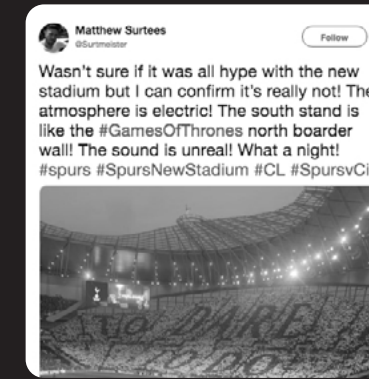 Matthew Surtees
@Surtmeister
Follow
Wasn't sure if it was all hype with the new
stadium but I can confirm it's really not! The
atmosphere is electric! The south stand is
like the #GamesOfThrones north boarder
wall! The sound is unreal! What a night!
#spurs #SpursNewStadium #CL #SpursvCi
DARE